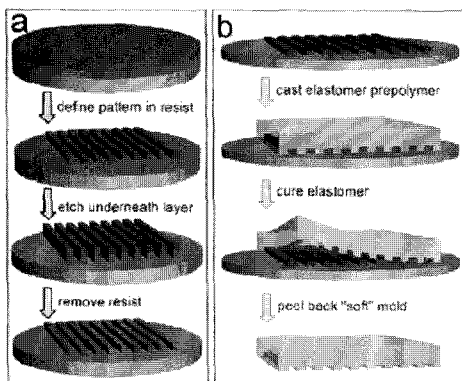 a
define pattern in resist
etch underneath layer
remove resist
b
cast elastomer prepolymer
cure elastomer
peel back "soft" mold